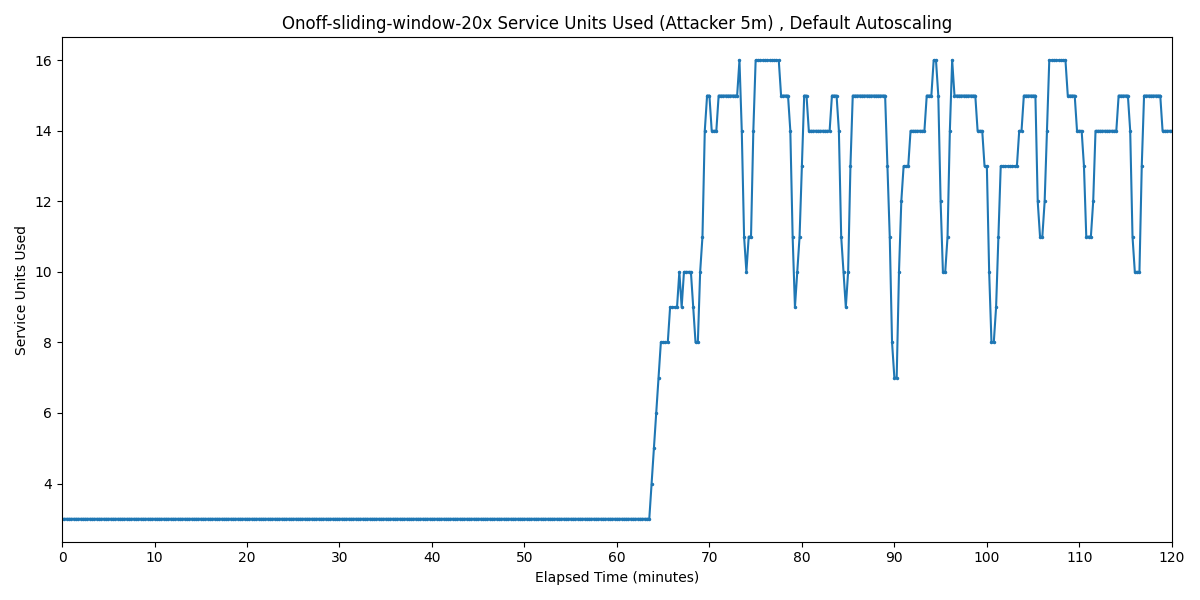 Onoff-sliding-window-20x Service Units Used (Attacker 5m) , Default Autoscaling
Service Units Used
16
14
12
10
8
6
4
0 10 20 30 40 50 60 70 80 90 100 110 120
Elapsed Time (minutes)